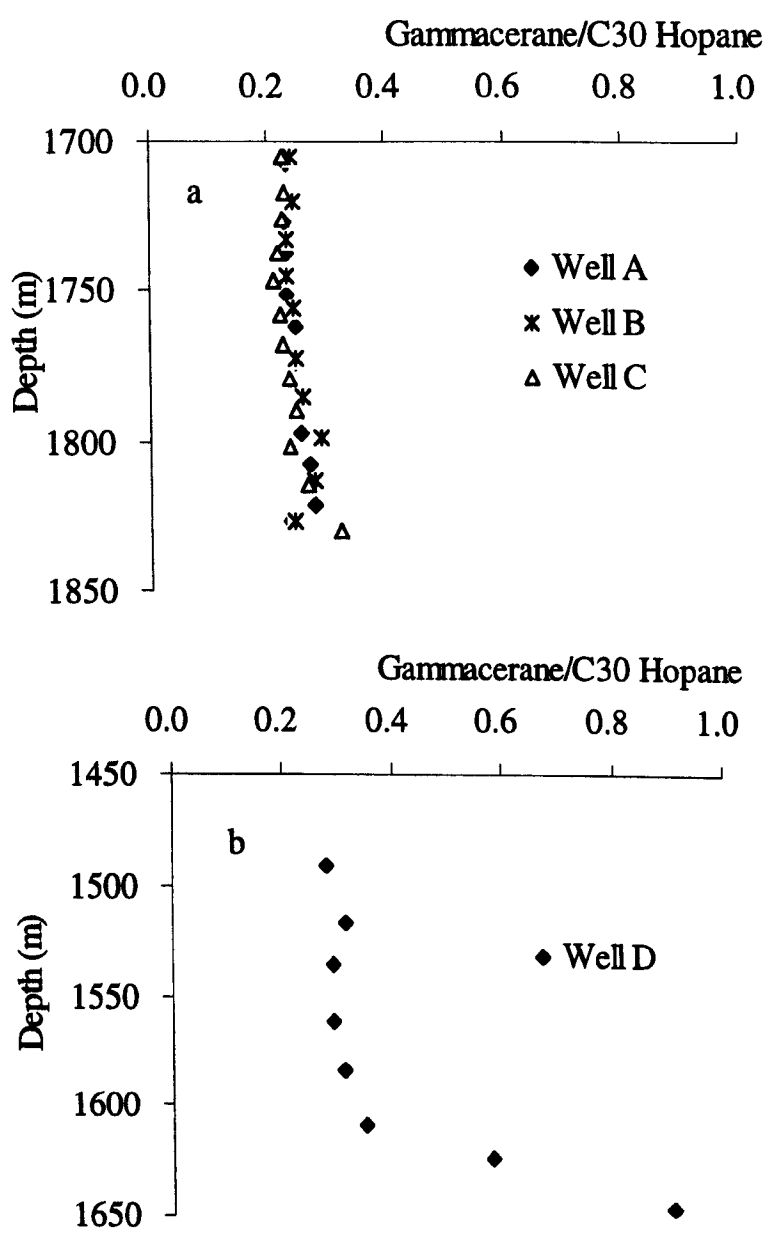 Gammacerane/C30 Hopane
0.0 0.2 0.4 0.6 0.8 1.0
1700
a
Well A
1750
Well B
Well C
Depth (m)
1800
1850
Gammacerane/C30 Hopane
0.0 0.2 0.4 0.6 0.8 1.0
1450
b
1500
Well D
Depth (m)
1550
1600
1650